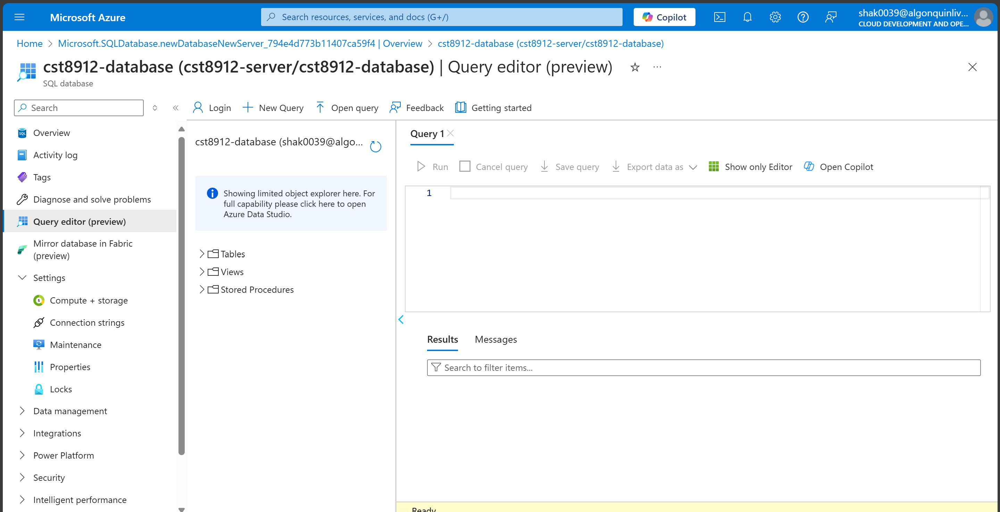 Microsoft Azure
Search resources, services, and docs (G+/)
Copilot
shak0039@algonquinliv...
CLOUD DEVELOPMENT AND OPE...
Home > Microsoft.SQLDatabase.newDatabaseNewServer_794e4d773b11407ca59f4 | Overview > cst8912-database (cst8912-server/cst8912-database)
cst8912-database (cst8912-server/cst8912-database) | Query editor (preview)
SQL database
Search
Login
New Query
Open query
Feedback
Getting started
Overview
Activity log
Tags
Diagnose and solve problems
Query editor (preview)
Mirror database in Fabric
(preview)
Settings
Compute + storage
Connection strings
Maintenance
Properties
Locks
Data management
Integrations
Power Platform
Security
Intelligent performance
cst8912-database (shak0039@algo...
Showing limited object explorer here. For
full capability please click here to open
Azure Data Studio.
Tables
Views
Stored Procedures
Query 1
Run
Cancel query
Save query
Export data as
Show only Editor
Open Copilot
1
Results
Messages
Search to filter items...
Ready